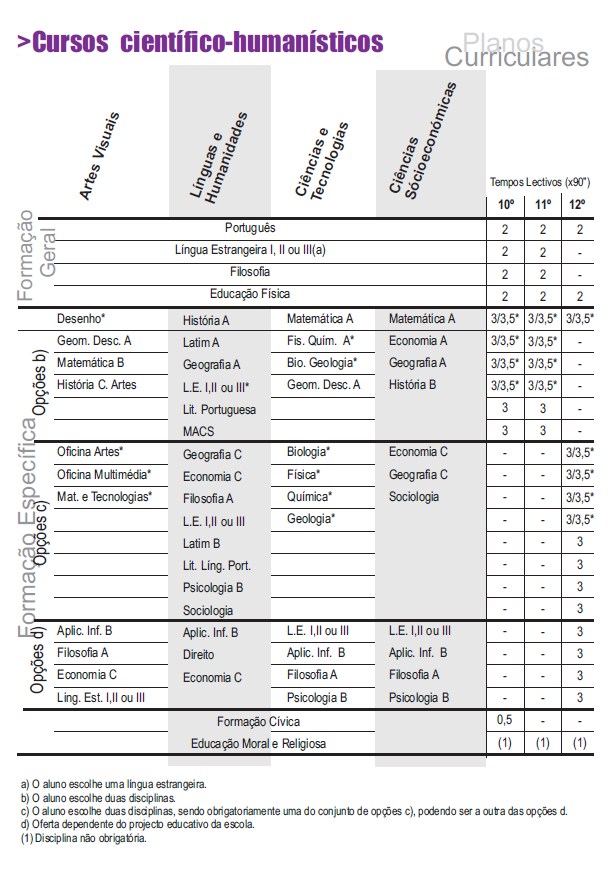 >Cursos científico-humanísticos
Planos
Curriculares
Artes Visuais
Línguas e
Humanidades
Ciências e
Tecnologias
Ciências
Sócioeconómicas
Tempos Lectivos (x90")
10º 11º 12º
Formação
Geral
Português 2 2 2
Língua Estrangeira I, II ou III(a) 2 2 -
Filosofia 2 2 -
Educação Física 2 2 2
Formação Específica
Opções b)
Desenho* História A Matemática A Matemática A 3/3,5* 3/3,5* 3/3,5*
Geom. Desc. A Latim A Fis. Quím. A* Economia A 3/3,5* 3/3,5* -
Matemática B Geografia A Bio. Geologia* Geografia A 3/3,5* 3/3,5* -
História C. Artes L.E. I,II ou III* Geom. Desc. A História B 3/3,5* 3/3,5* -
Lit. Portuguesa 3 3 -
MACS 3 3 -
Opções c)
Oficina Artes* Geografia C Biologia* Economia C - - 3/3,5*
Oficina Multimédia* Economia C Física* Geografia C - - 3/3,5*
Mat. e Tecnologias* Filosofia A Química* Sociologia - - 3/3,5*
L.E. I,II ou III Geologia* - - 3/3,5*
Latim B - - 3
Lit. Líng. Port. - - 3
Psicologia B - - 3
Sociologia - - 3
Opções d)
Aplic. Inf. B Aplic. Inf. B L.E. I,II ou III L.E. I,II ou III - - 3
Filosofia A Direito Aplic. Inf. B Aplic. Inf. B - - 3
Economia C Economia C Filosofia A Filosofia A - - 3
Ling. Est. I,II ou III Psicologia B Psicologia B - - 3
Formação Cívica 0,5 - -
Educação Moral e Religiosa (1) (1) (1)
a) O aluno escolhe uma língua estrangeira.
b) O aluno escolhe duas disciplinas.
c) O aluno escolhe duas disciplinas, sendo obrigatoriamente uma do conjunto de opções c), podendo ser a outra das opções d.
d) Oferta dependente do projecto educativo da escola.
(1) Disciplina não obrigatória.